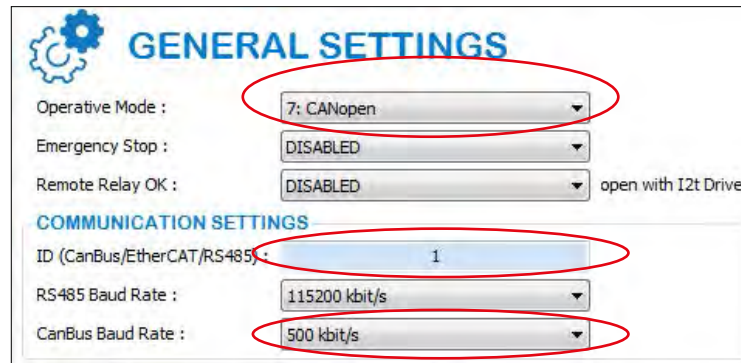 GENERAL SETTINGS
Operative Mode : 7: CANopen
Emergency Stop : DISABLED
Remote Relay OK : DISABLED open with I2t Drive
COMMUNICATION SETTINGS
ID (CanBus/EtherCAT/RS485) : 1
RS485 Baud Rate : 115200 kbit/s
CanBus Baud Rate : 500 kbit/s